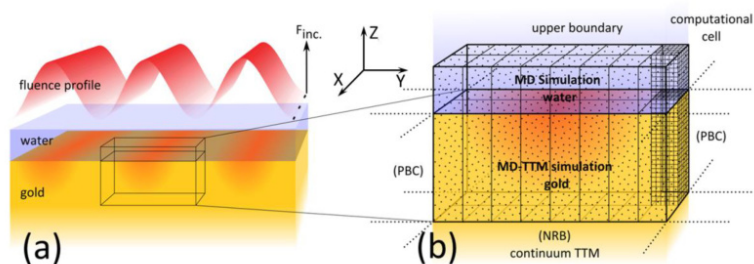 F inc.
fluence profile
water
gold
(a)
Z
X
Y
upper boundary
computational
cell
MD Simulation
water
(PBC)
(PBC)
MD-TTM simulation
gold
(NRB)
continuum TTM
(b)